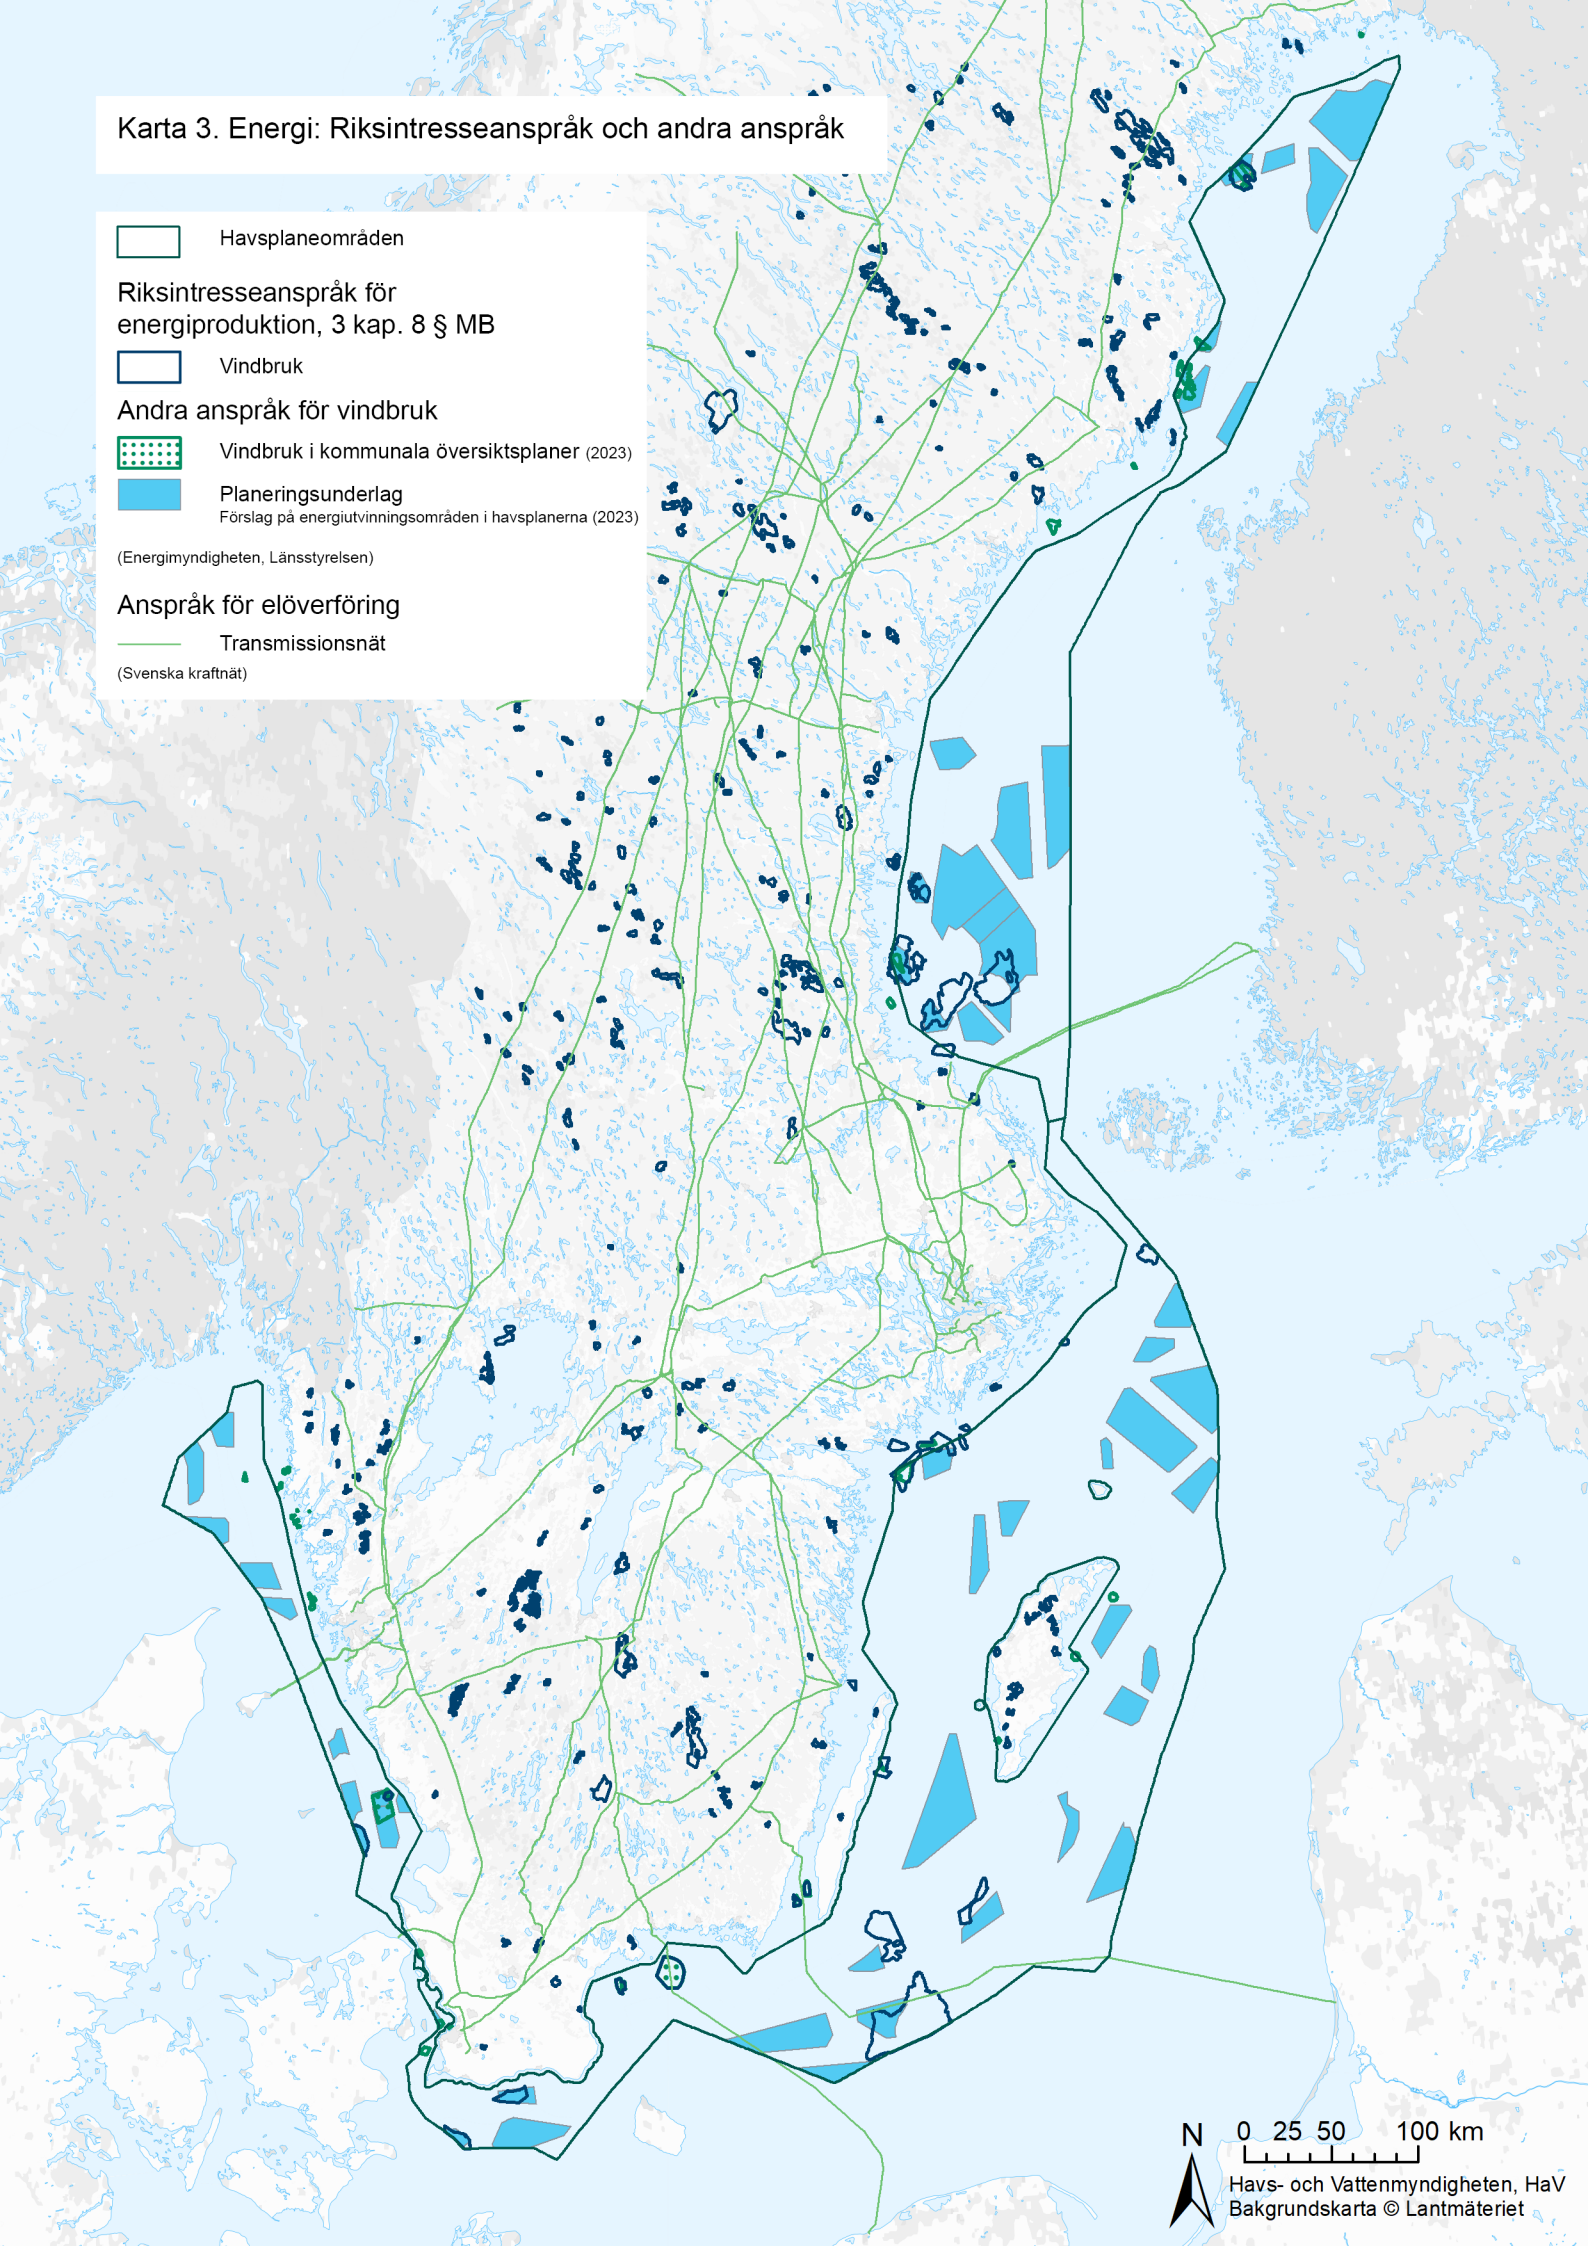 Karta 3. Energi: Riksintresseanspråk och andra anspråk
Havsplaneområden
Riksintresseanspråk för
energiproduktion, 3 kap. 8 § MB
Vindbruk
Andra anspråk för vindbruk
Vindbruk i kommunala översiktsplaner (2023)
Planeringsunderlag
Förslag på energiutvinningsområden i havsplanerna (2023)
(Energimyndigheten, Länsstyrelsen)
Anspråk för elöverföring
Transmissionsnät
(Svenska kraftnät)
N
0 25 50 100 km
Havs- och Vattenmyndigheten, HaV
Bakgrundskarta © Lantmäteriet